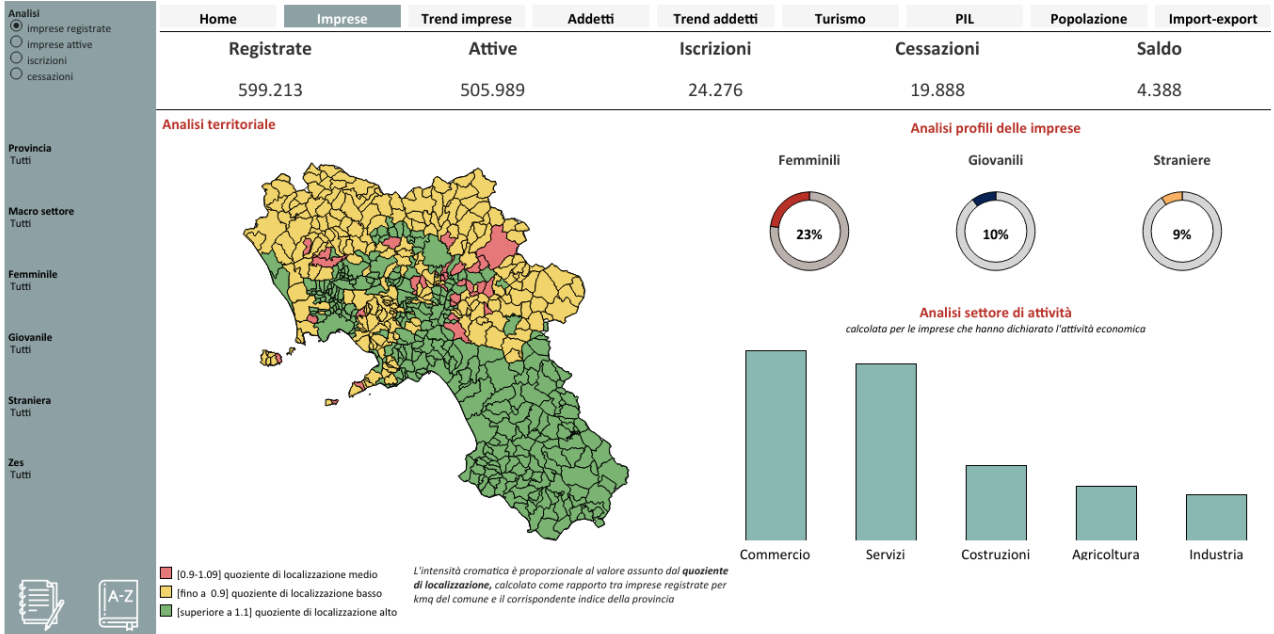 Analisi
imprese registrate
imprese attive
iscrizioni
cessazioni
Provincia
Tutti
Macro settore
Tutti
Femminile
Tutti
Giovanile
Tutti
Straniera
Tutti
Zes
Tutti
A-Z
Home Imprese Trend imprese Addetti Trend addetti Turismo PIL Popolazione Import-export
Registrate Attive Iscrizioni Cessazioni Saldo
599.213 505.989 24.276 19.888 4.388
Analisi territoriale
[0.9-1.09] quoziente di localizzazione medio
[fino a 0.9] quoziente di localizzazione basso
[superiore a 1.1] quoziente di localizzazione alto
L'intensità cromatica è proporzionale al valore assunto dal quoziente
di localizzazione, calcolato come rapporto tra imprese registrate per
kmq del comune e il corrispondente indice della provincia
Analisi profili delle imprese
Femminili Giovanili Straniere
23% 10% 9%
Analisi settore di attività
calcolata per le imprese che hanno dichiarato l'attività economica
Commercio Servizi Costruzioni Agricoltura Industria